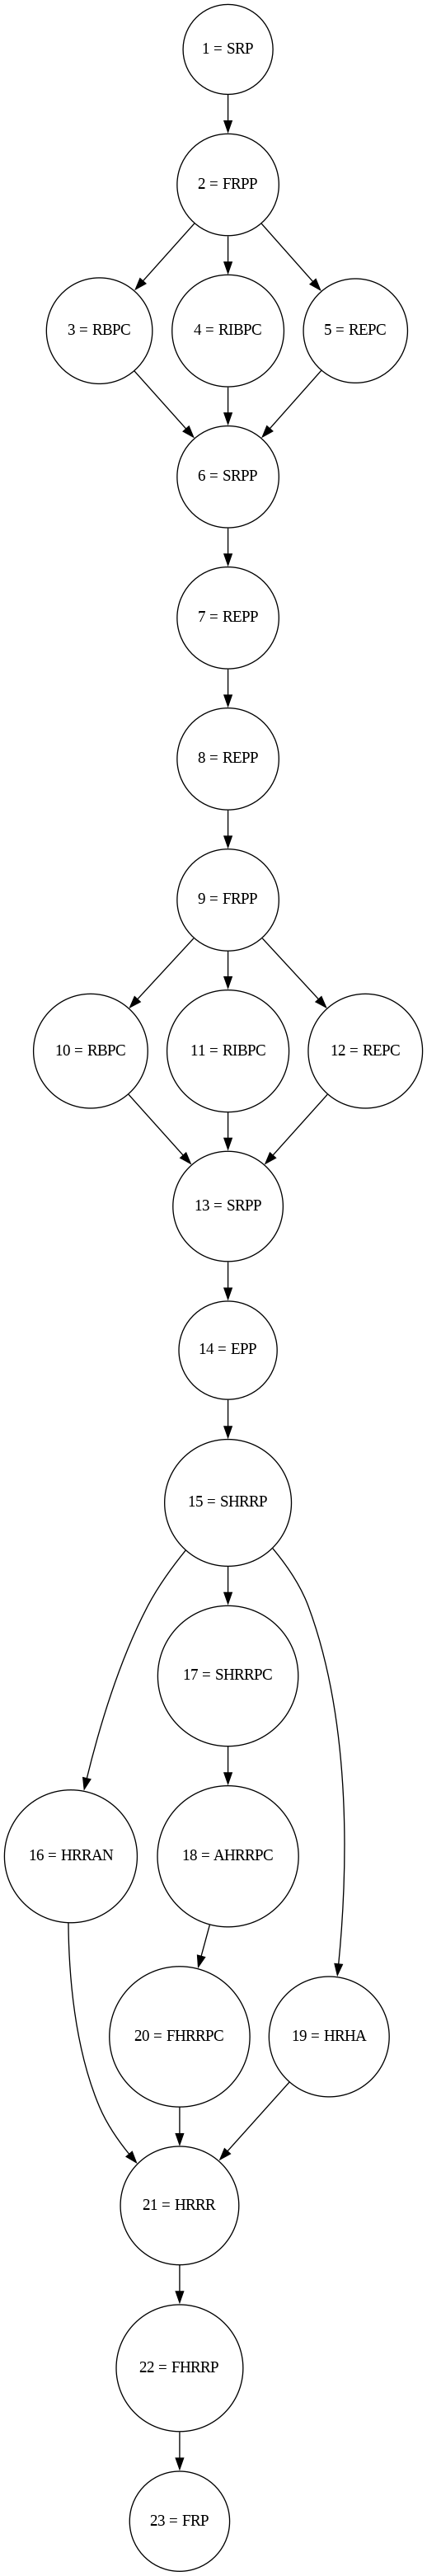 1 = SRP
2 = FRPP
3 = RBPC
4 = RIBPC
5 = REPC
6 = SRPP
7 = REPP
8 = REPP
9 = FRPP
10 = RBPC
11 = RIBPC
12 = REPC
13 = SRPP
14 = EPP
15 = SHRRP
17 = SHRRPC
16 = HRRAN
18 = AHRRPC
20 = FHRRPC
19 = HRHA
21 = HRRR
22 = FHRRP
23 = FRP